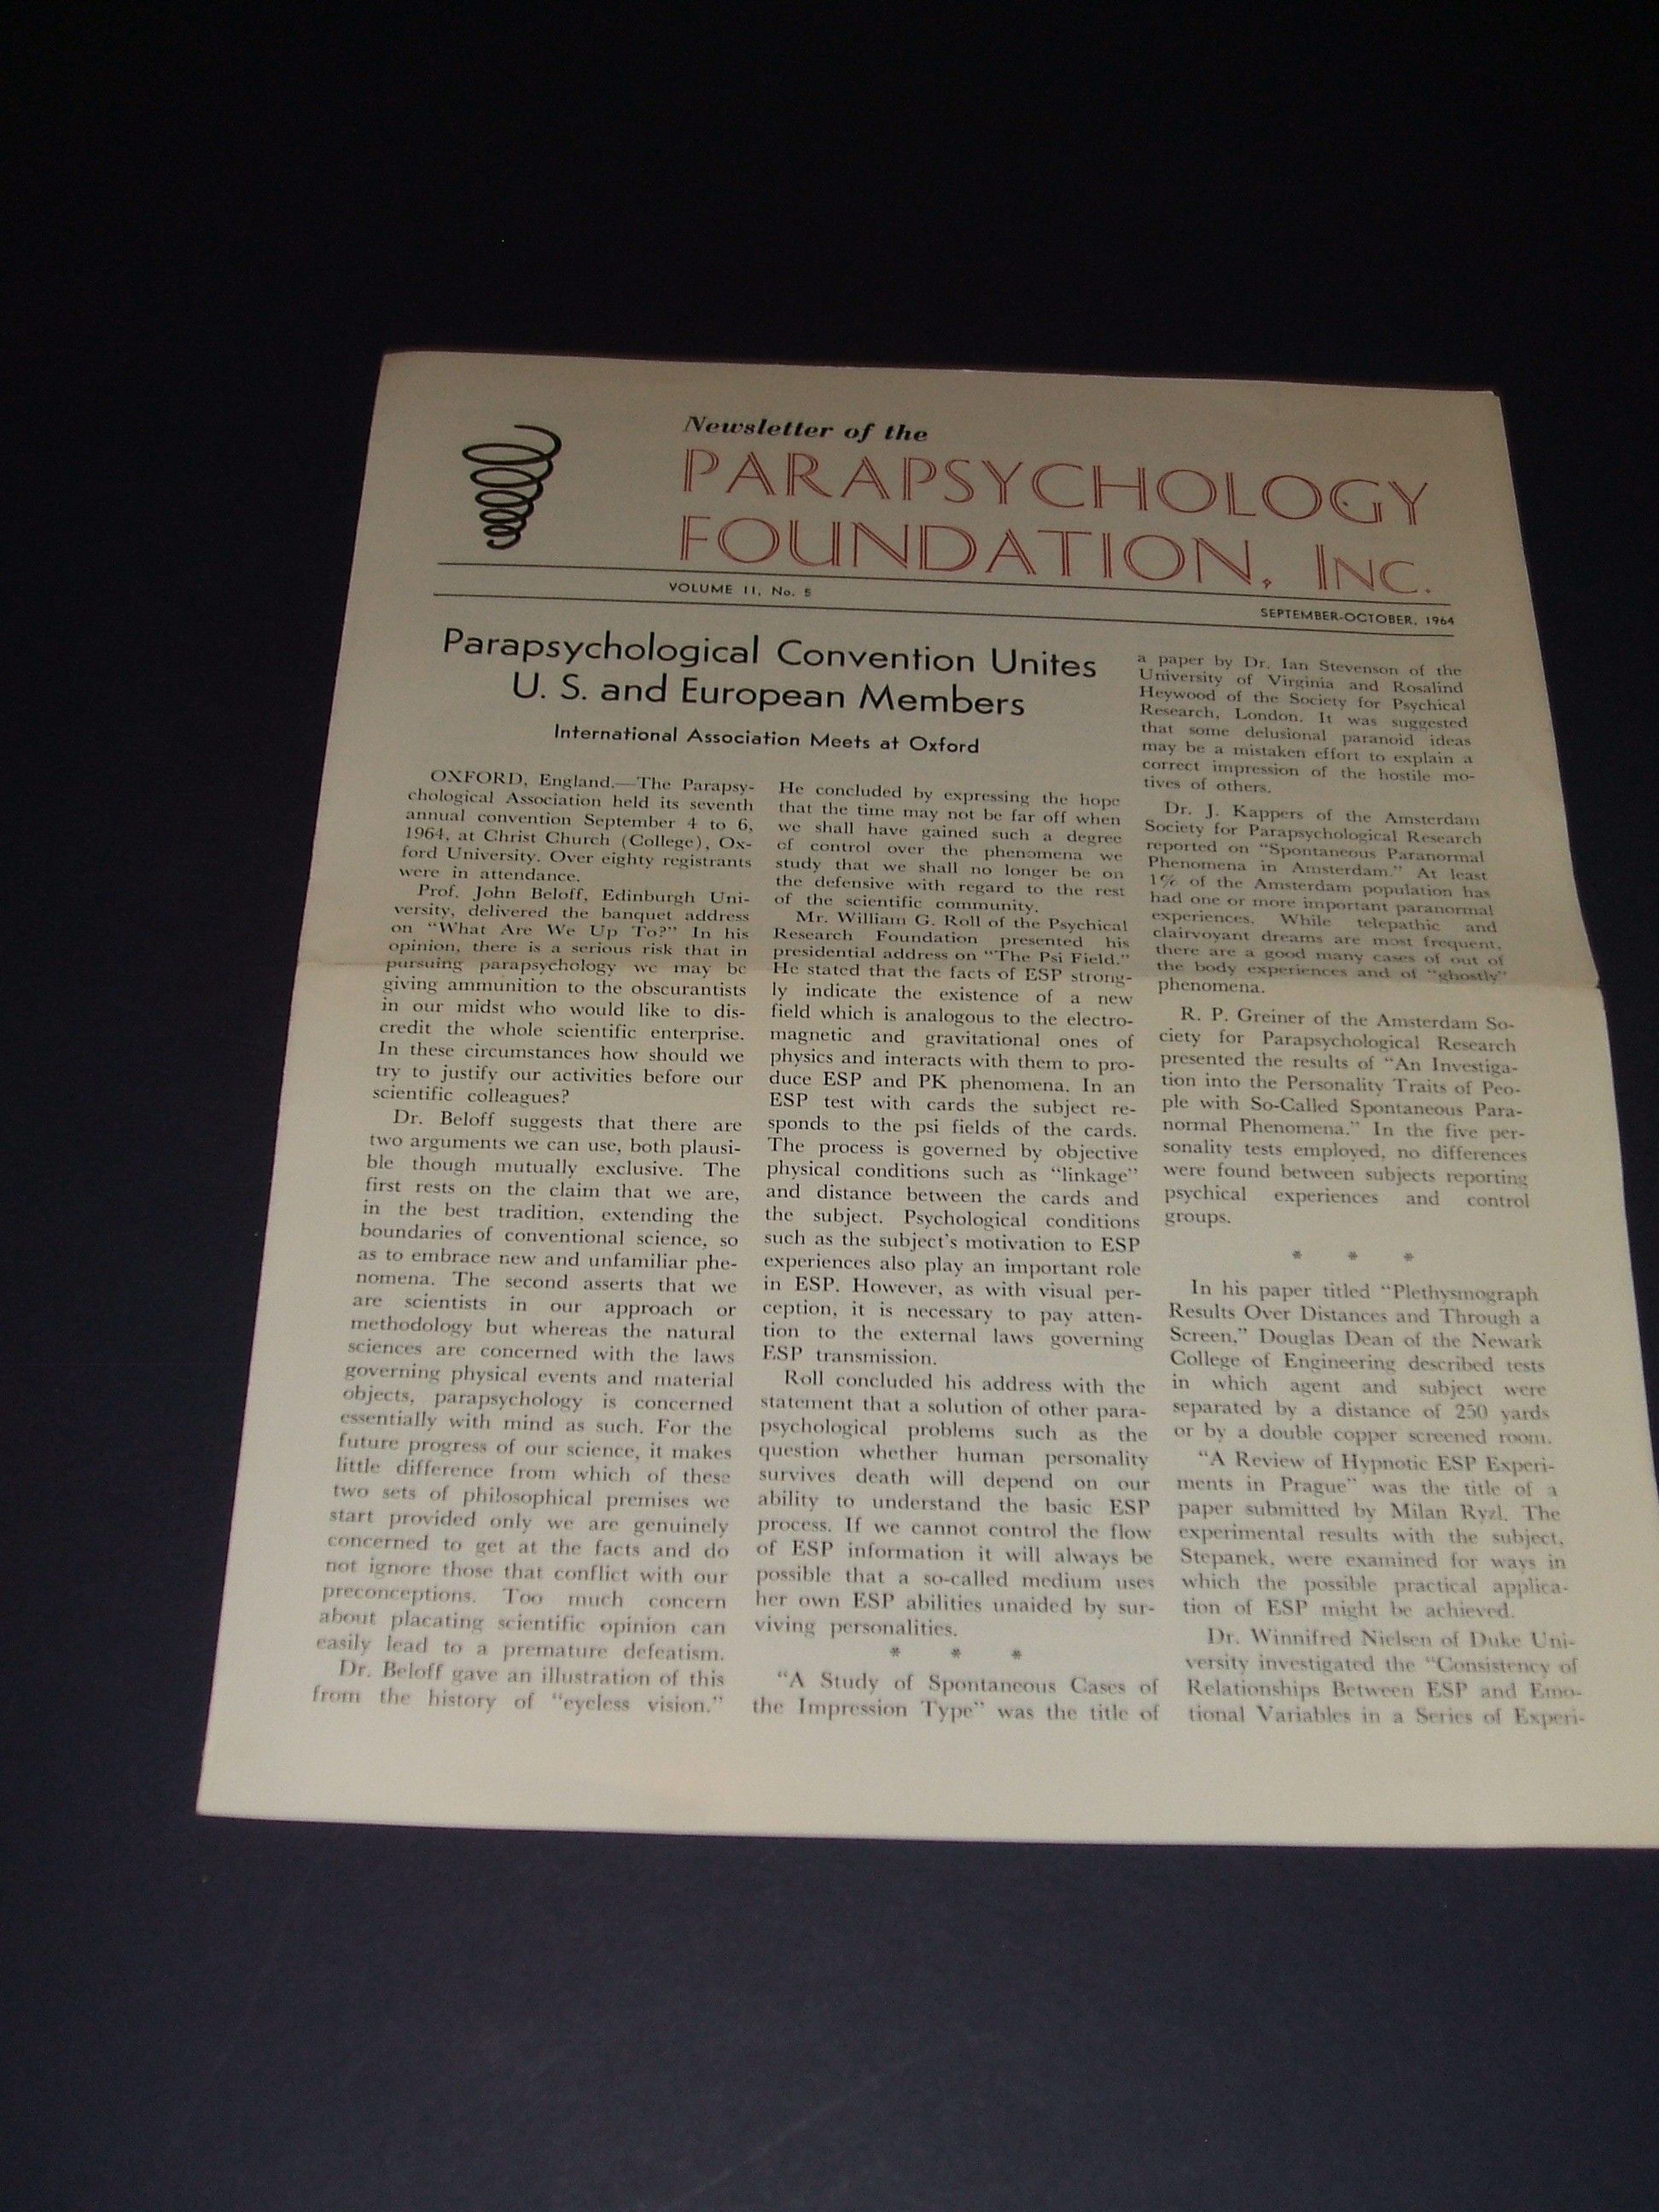 Newsletter of the
PARAPSYCHOLOGY
FOUNDATION, INC.
VOLUME 11, No. 5
SEPTEMBER-OCTOBER, 1964
Parapsychological Convention Unites
U. S. and European Members
International Association Meets at Oxford
OXFORD, England.—The Parapsy-
chological Association held its seventh
annual convention September 4 to 6,
1964, at Christ Church (College), Ox-
ford University. Over eighty registrants
were in attendance.
Prof. John Beloff, Edinburgh Uni-
versity, delivered the banquet address
on "What Are We Up To?" In his
opinion, there is a serious risk that in
pursuing parapsychology we may be
giving ammunition to the obscurantists
in our midst who would like to dis-
credit the whole scientific enterprise.
In these circumstances how should we
try to justify our activities before our
scientific colleagues?
Dr. Beloff suggests that there are
two arguments we can use, both plausi-
ble though mutually exclusive. The
first rests on the claim that we are,
in the best tradition, extending the
boundaries of conventional science, so
as to embrace new and unfamiliar phe-
nomena. The second asserts that we
are scientists in our approach or
methodology but whereas the natural
sciences are concerned with the laws
governing physical events and material
objects, parapsychology is concerned
essentially with mind as such. For the
future progress of our science, it makes
little difference from which of these
two sets of philosophical premises we
start provided only we are genuinely
concerned to get at the facts and do
not ignore those that conflict with our
preconceptions. Too much concern
about placating scientific opinion can
easily lead to a premature defeatism.
Dr. Beloff gave an illustration of this
from the history of "eyeless vision."
He concluded by expressing the hope
that the time may not be far off when
we shall have gained such a degree
of control over the phenomena we
study that we shall no longer be on
the defensive with regard to the rest
of the scientific community.
Mr. William G. Roll of the Psychical
Research Foundation presented his
presidential address on "The Psi Field."
He stated that the facts of ESP strong-
ly indicate the existence of a new
field which is analogous to the electro-
magnetic and gravitational ones of
physics and interacts with them to pro-
duce ESP and PK phenomena. In an
ESP test with cards the subject re-
sponds to the psi fields of the cards.
The process is governed by objective
physical conditions such as "linkage"
and distance between the cards and
the subject. Psychological conditions
such as the subject's motivation to ESP
experiences also play an important role
in ESP. However, as with visual per-
ception, it is necessary to pay atten-
tion to the external laws governing
ESP transmission.
Roll concluded his address with the
statement that a solution of other para-
psychological problems such as the
question whether human personality
survives death will depend on our
ability to understand the basic ESP
process. If we cannot control the flow
of ESP information it will always be
possible that a so-called medium uses
her own ESP abilities unaided by sur-
viving personalities.
* * *
"A Study of Spontaneous Cases of
the Impression Type" was the title of
a paper by Dr. Ian Stevenson of the
University of Virginia and Rosalind
Heywood of the Society for Psychical
Research, London. It was suggested
that some delusional paranoid ideas
may be a mistaken effort to explain a
correct impression of the hostile mo-
tives of others.
Dr. J. Kappers of the Amsterdam
Society for Parapsychological Research
reported on "Spontaneous Paranormal
Phenomena in Amsterdam." At least
1% of the Amsterdam population has
had one or more important paranormal
experiences. While telepathic and
clairvoyant dreams are most frequent,
there are a good many cases of out of
the body experiences and of "ghostly"
phenomena.
R. P. Greiner of the Amsterdam So-
ciety for Parapsychological Research
presented the results of "An Investiga-
tion into the Personality Traits of Peo-
ple with So-Called Spontaneous Para-
normal Phenomena." In the five per-
sonality tests employed, no differences
were found between subjects reporting
psychical experiences and control
groups.
* * *
In his paper titled "Plethysmograph
Results Over Distances and Through a
Screen," Douglas Dean of the Newark
College of Engineering described tests
in which agent and subject were
separated by a distance of 250 yards
or by a double copper screened room.
"A Review of Hypnotic ESP Experi-
ments in Prague" was the title of a
paper submitted by Milan Ryzl. The
experimental results with the subject,
Stepanek, were examined for ways in
which the possible practical applica-
tion of ESP might be achieved.
Dr. Winnifred Nielsen of Duke Uni-
versity investigated the "Consistency of
Relationships Between ESP and Emo-
tional Variables in a Series of Experi-